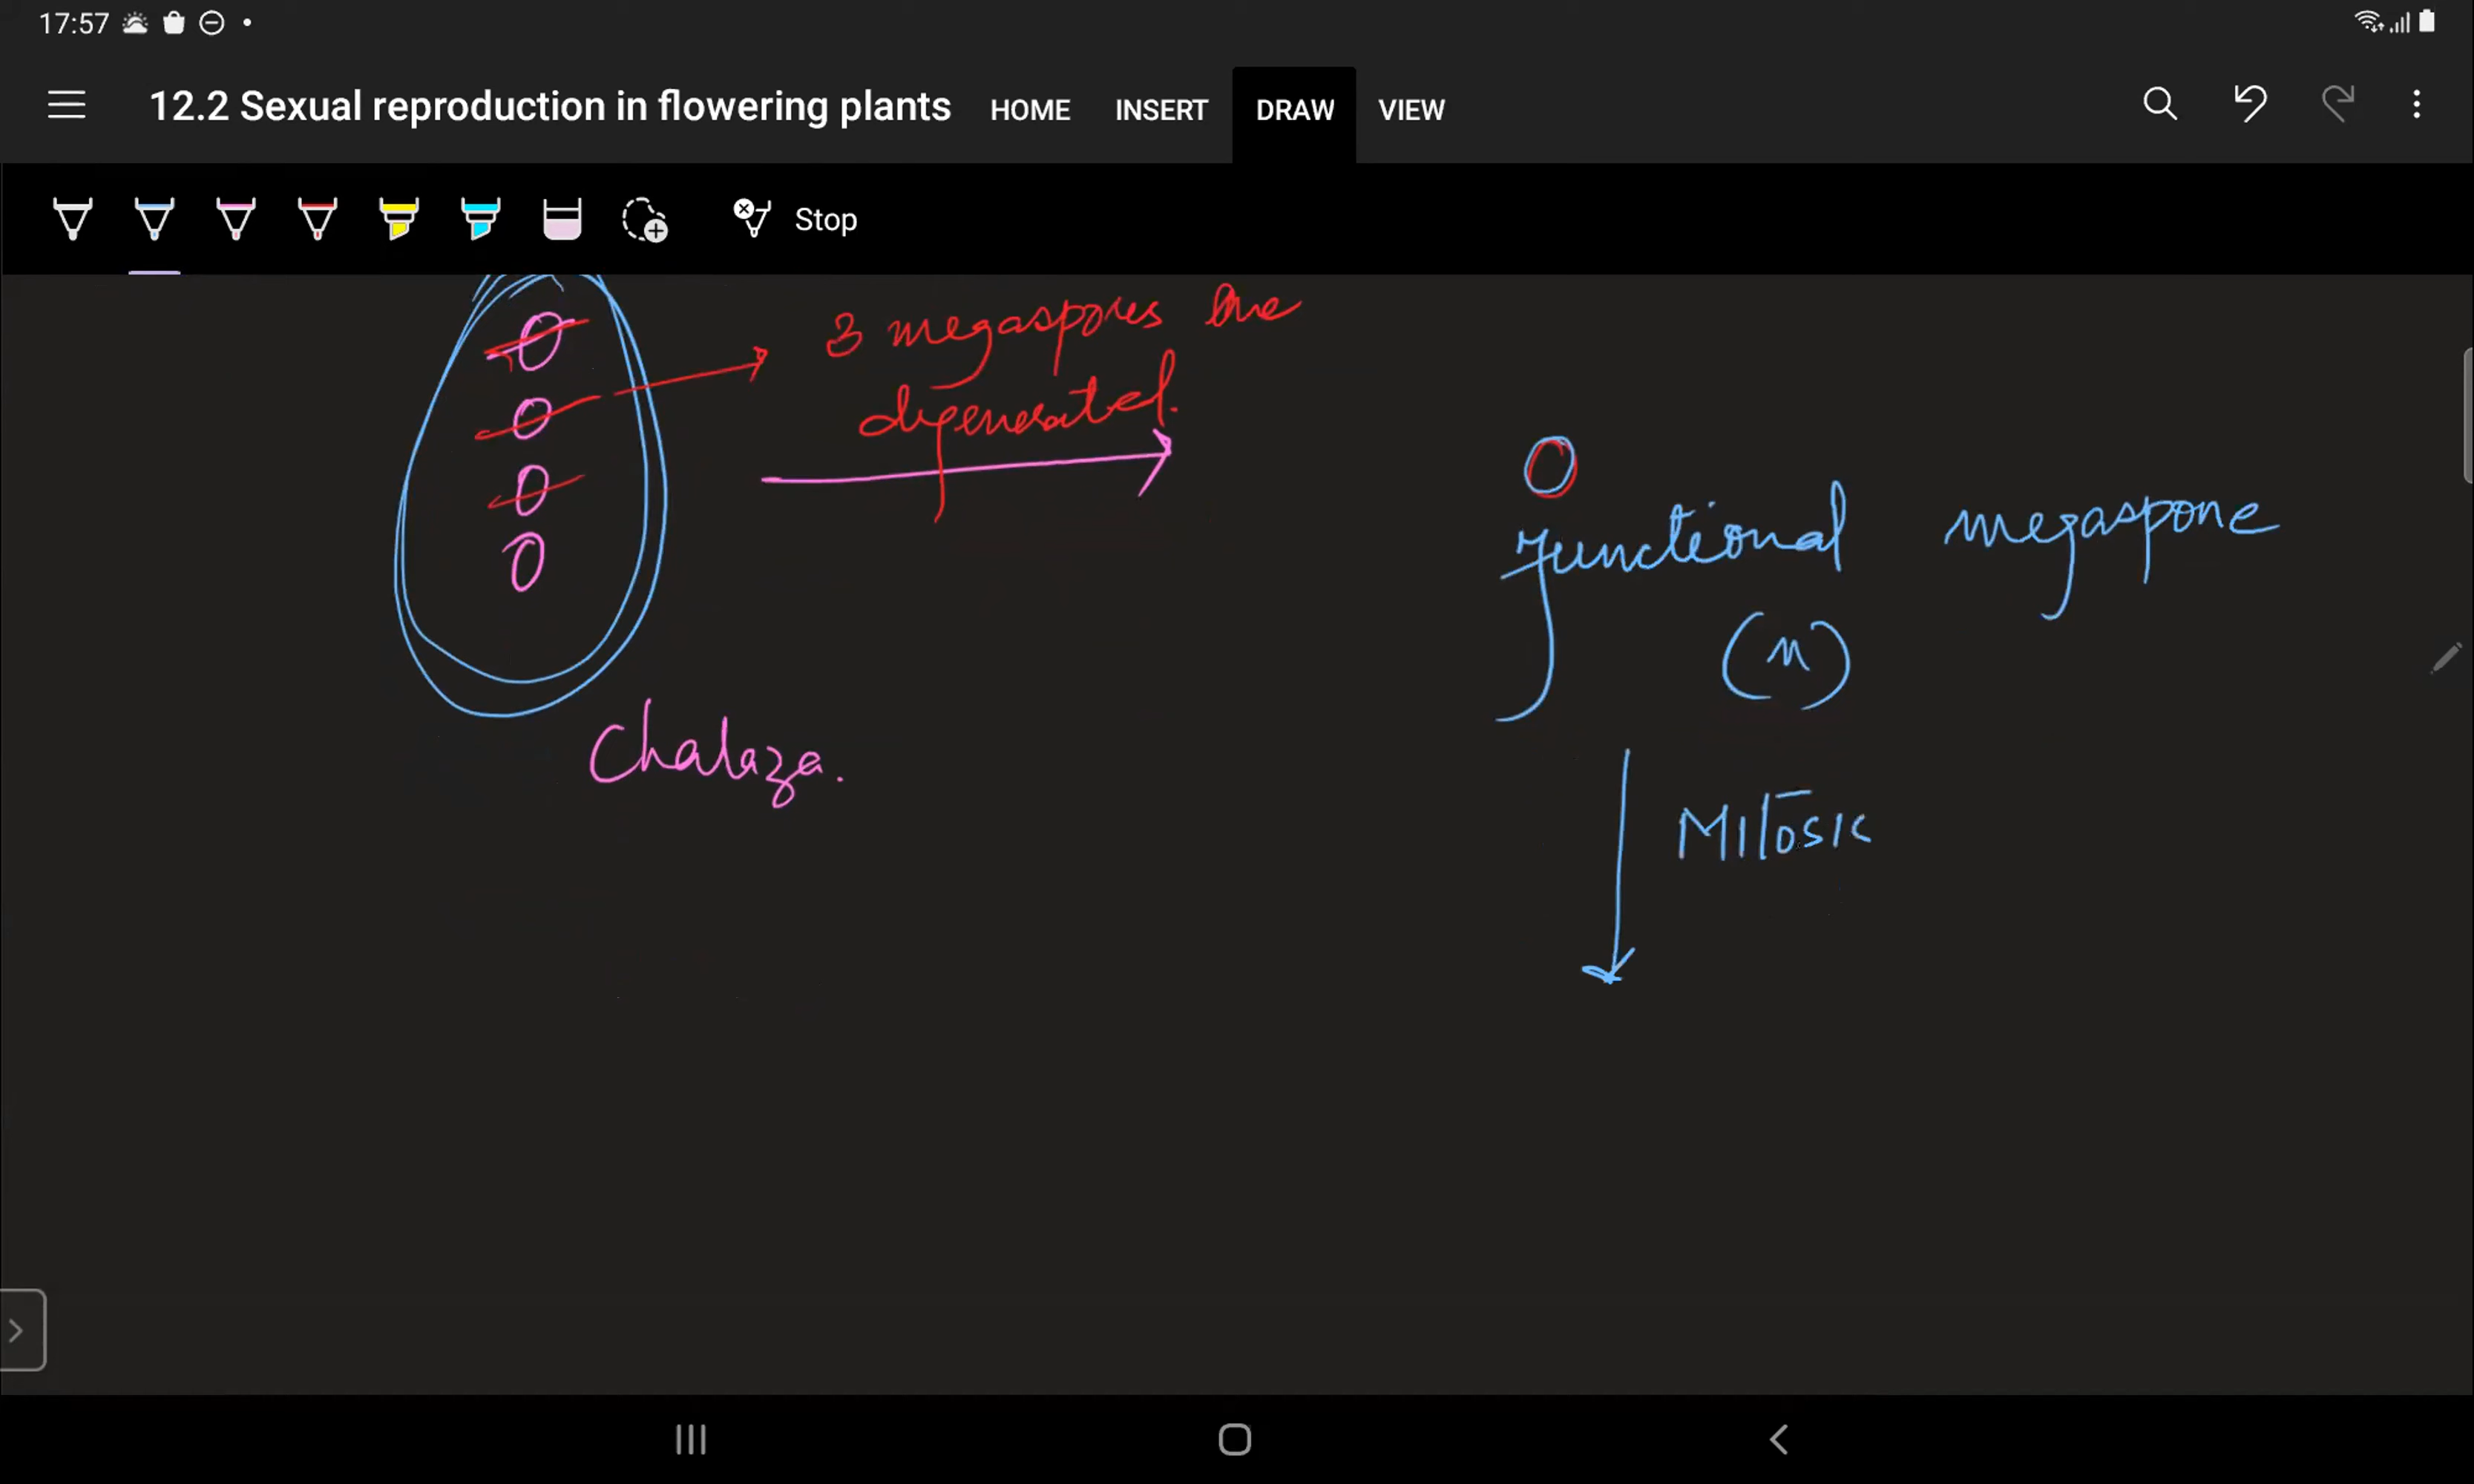 17:57
12.2 Sexual reproduction in flowering plants HOME INSERT DRAW VIEW
Stop
3 megaspores are
degenerated.
functional megaspore
(n)
Chalaza.
Mitosis